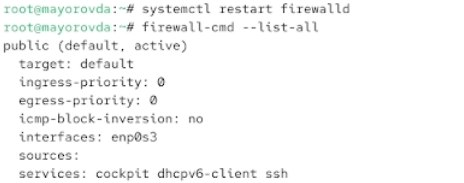 root@mayorovda:~# systemctl restart firewalld
root@mayorovda:~# firewall-cmd --list-all
public (default, active)
  target: default
  ingress-priority: 0
  egress-priority: 0
  icmp-block-inversion: no
  interfaces: enp0s3
  sources:
  services: cockpit dhcpv6-client ssh